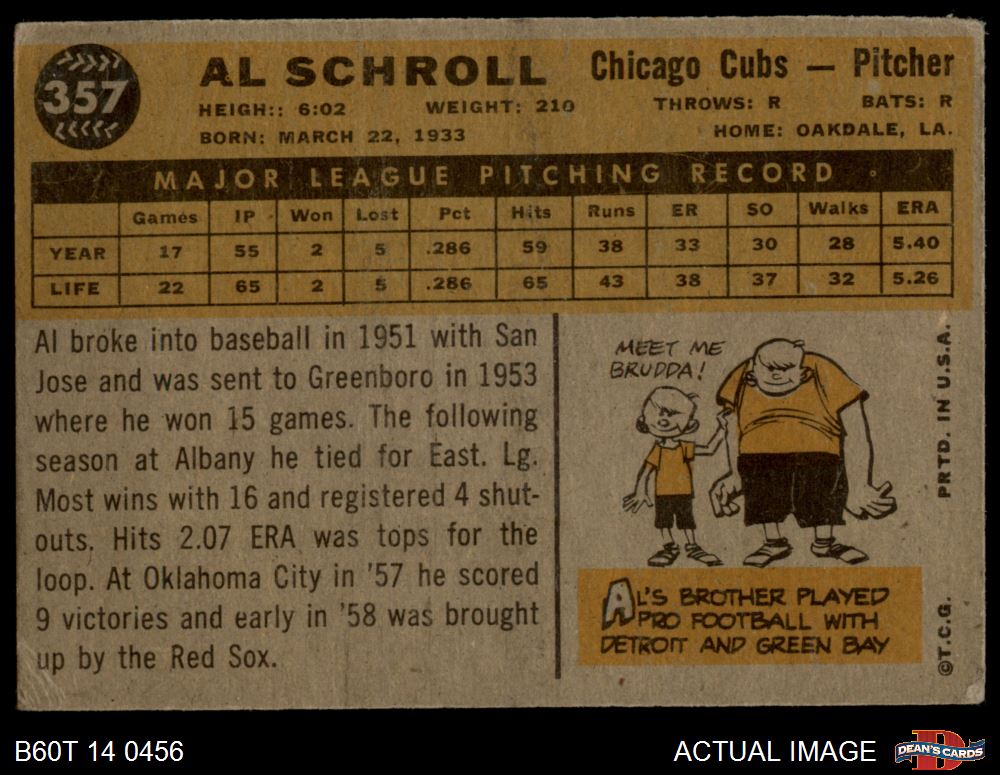 357
AL SCHROLL
Chicago Cubs — Pitcher
HEIGH:: 6:02 WEIGHT: 210 THROWS: R BATS: R
BORN: MARCH 22, 1933 HOME: OAKDALE, LA.
MAJOR LEAGUE PITCHING RECORD
Games IP Won Lost Pct Hits Runs ER SO Walks ERA
YEAR 17 55 2 5 .286 59 38 33 30 28 5.40
LIFE 22 65 2 5 .286 65 43 38 37 32 5.26
Al broke into baseball in 1951 with San
Jose and was sent to Greenboro in 1953
where he won 15 games. The following
season at Albany he tied for East. Lg.
Most wins with 16 and registered 4 shut-
outs. Hits 2.07 ERA was tops for the
loop. At Oklahoma City in '57 he scored
9 victories and early in '58 was brought
up by the Red Sox.
MEET ME
BRUDDA!
AL'S BROTHER PLAYED
PRO FOOTBALL WITH
DETROIT AND GREEN BAY
©T.C.G. PRTD. IN U.S.A.
B60T 14 0456
ACTUAL IMAGE
DEAN'S CARDS